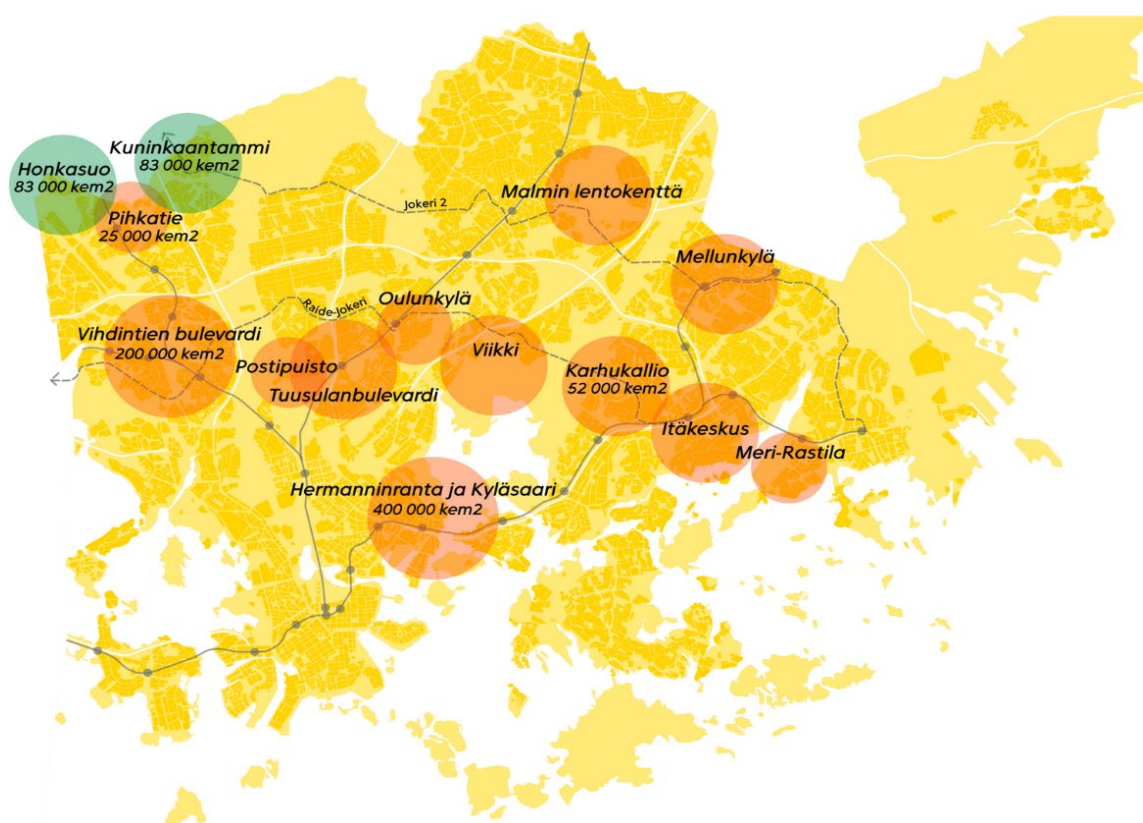 Kuninkaantammi
83 000 kem2
Honkasuo
83 000 kem2
Malmin lentokenttä
Jokeri 2
Pihkatie
25 000 kem2
Mellunkylä
Oulunkylä
Raide-Jokeri
Vihdintien bulevardi
200 000 kem2
Viikki
Postipuisto
Karhukallio
52 000 kem2
Tuusulanbulevardi
Itäkeskus
Meri-Rastila
Hermanninranta ja Kyläsaari
400 000 kem2